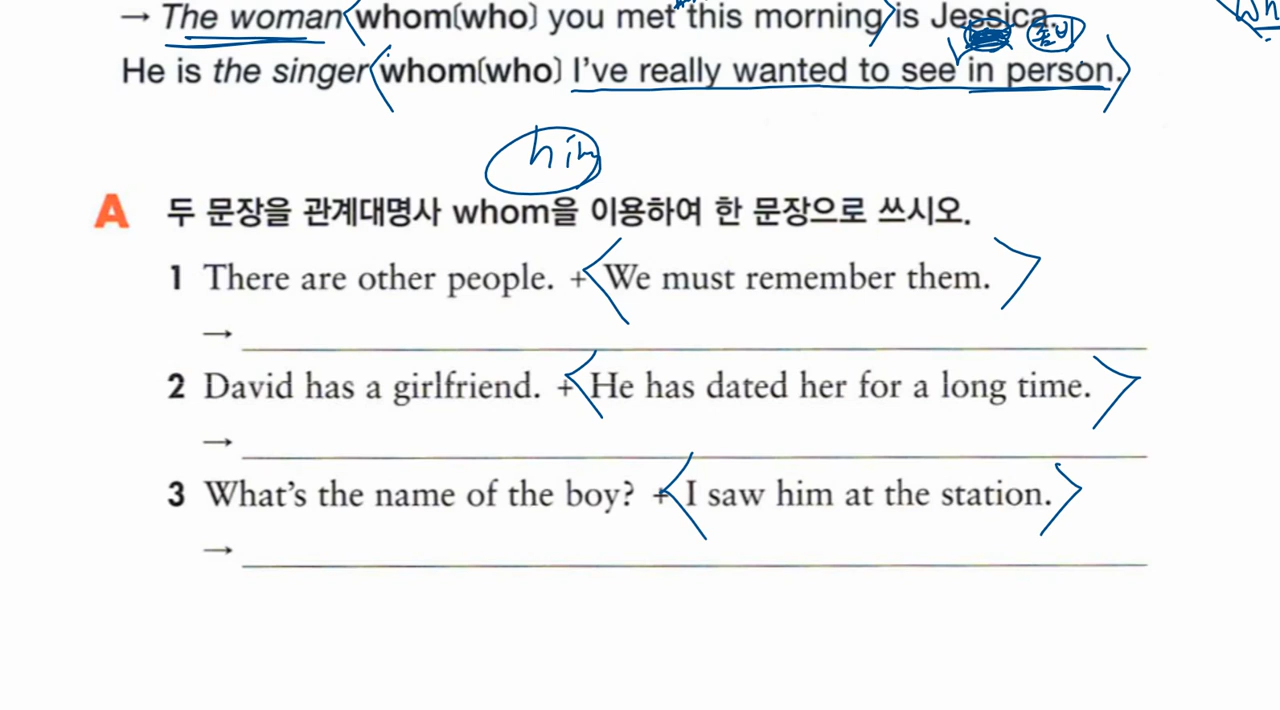 → The woman whom(who) you met this morning is Jessica.
좀비
He is the singer whom(who) I've really wanted to see in person.
him
A 두 문장을 관계대명사 whom을 이용하여 한 문장으로 쓰시오.
1 There are other people. + We must remember them.
→
2 David has a girlfriend. + He has dated her for a long time.
→
3 What's the name of the boy? + I saw him at the station.
→